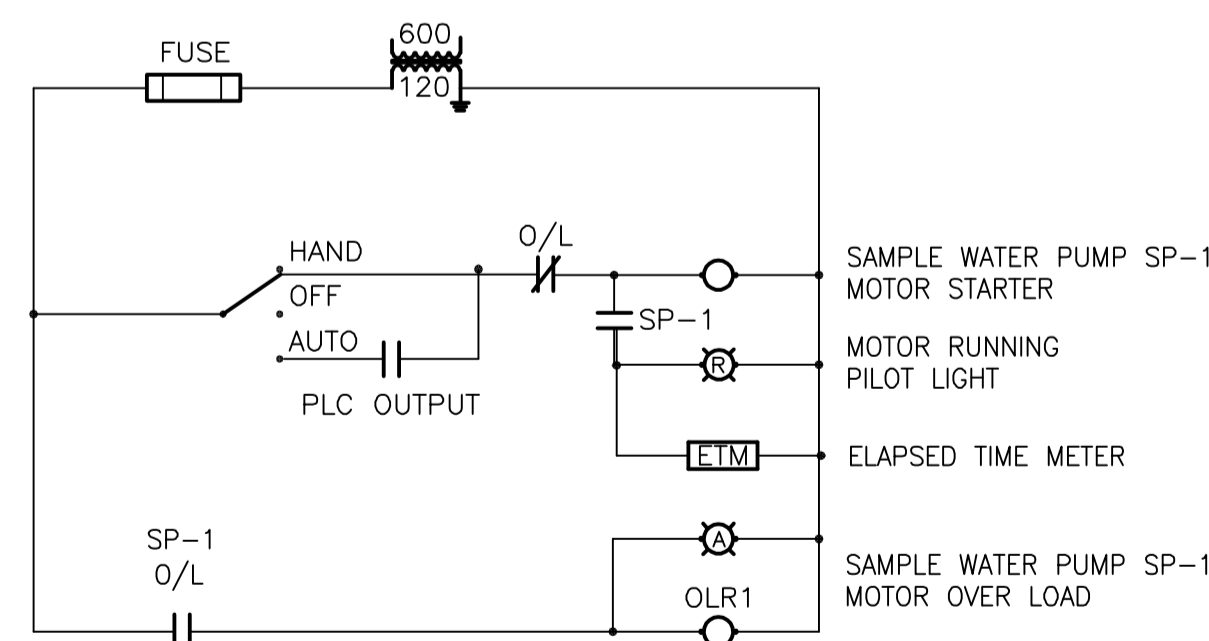 600
FUSE
120
HAND
O/L
OFF
AUTO
PLC OUTPUT
SP-1
SAMPLE WATER PUMP SP-1
MOTOR STARTER
R
MOTOR RUNNING
PILOT LIGHT
ETM
ELAPSED TIME METER
SP-1
O/L
A
OLR1
SAMPLE WATER PUMP SP-1
MOTOR OVER LOAD